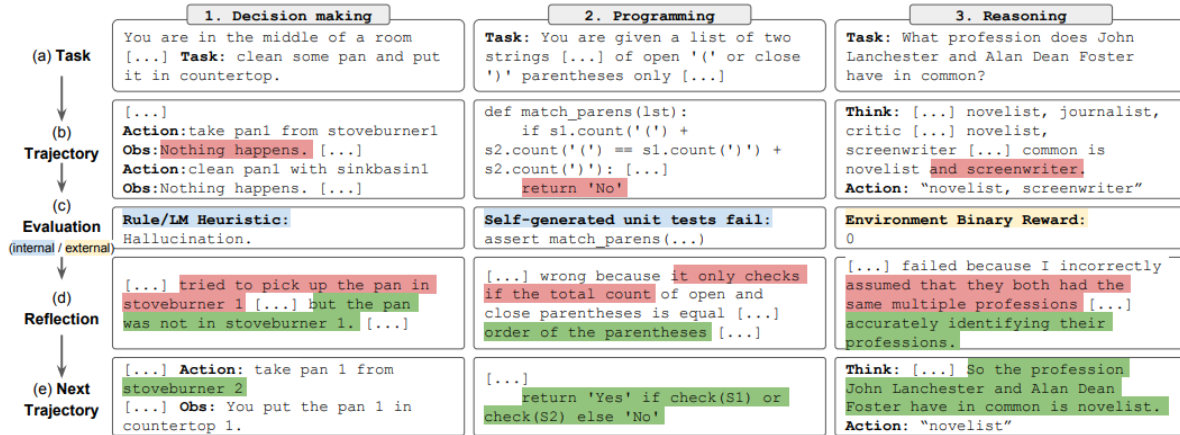 1. Decision making
2. Programming
3. Reasoning
(a) Task
You are in the middle of a room
[...] Task: clean some pan and put
it in countertop.
Task: You are given a list of two
strings [...] of open '(' or close
')' parentheses only [...]
Task: What profession does John
Lanchester and Alan Dean Foster
have in common?
(b)
Trajectory
[...]
Action:take pan1 from stoveburner1
Obs:Nothing happens. [...]
Action:clean pan1 with sinkbasin1
Obs:Nothing happens. [...]
def match_parens(lst):
if s1.count('(') +
s2.count('(') == s1.count(')') +
s2.count(')'): [...]
return 'No'
Think: [...] novelist, journalist,
critic [...] novelist,
screenwriter [...] common is
novelist and screenwriter.
Action: “novelist, screenwriter”
(c)
Evaluation
(internal / external)
Rule/LM Heuristic:
Hallucination.
Self-generated unit tests fail:
assert match_parens(...)
Environment Binary Reward:
0
(d)
Reflection
[...] tried to pick up the pan in
stoveburner 1 [...] but the pan
was not in stoveburner 1. [...]
[...] wrong because it only checks
if the total count of open and
close parentheses is equal [...]
order of the parentheses [...]
[...] failed because I incorrectly
assumed that they both had the
same multiple professions [...]
accurately identifying their
professions.
(e) Next
Trajectory
[...] Action: take pan 1 from
stoveburner 2
[...] Obs: You put the pan 1 in
countertop 1.
[...]
return 'Yes' if check(S1) or
check(S2) else 'No'
Think: [...] So the profession
John Lanchester and Alan Dean
Foster have in common is novelist.
Action: “novelist”